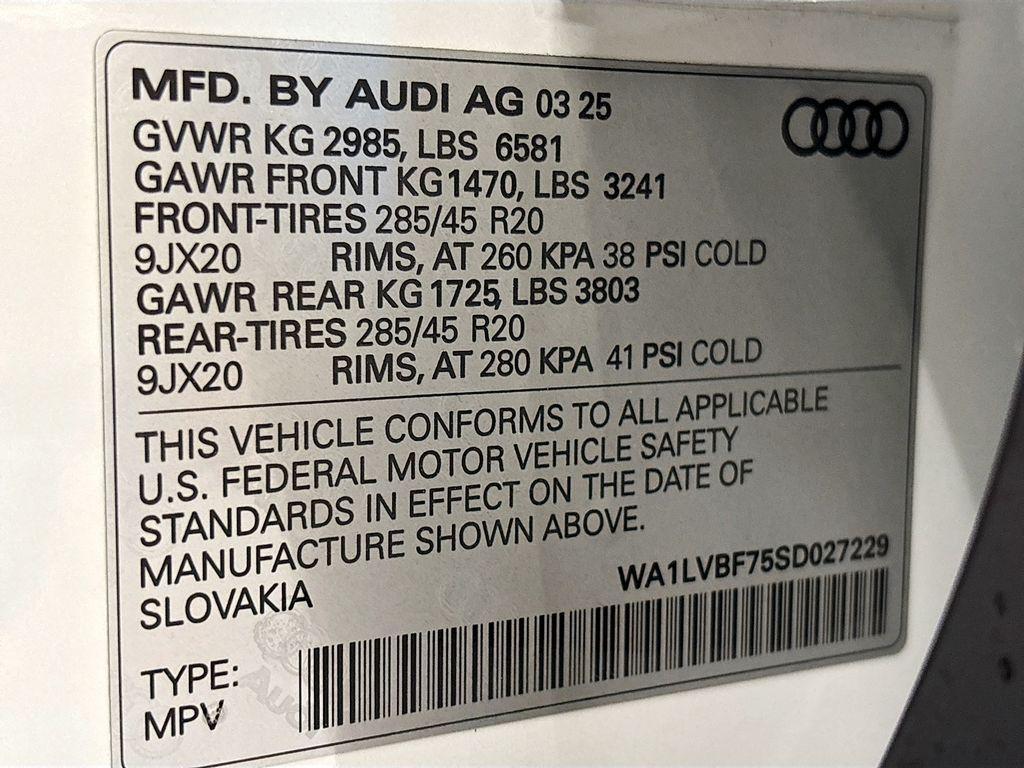 MFD. BY AUDI AG 03 25
GVWR KG 2985, LBS 6581
GAWR FRONT KG1470, LBS 3241
FRONT-TIRES 285/45 R20
9JX20 RIMS, AT 260 KPA 38 PSI COLD
GAWR REAR KG 1725, LBS 3803
REAR-TIRES 285/45 R20
9JX20 RIMS, AT 280 KPA 41 PSI COLD
THIS VEHICLE CONFORMS TO ALL APPLICABLE
U.S. FEDERAL MOTOR VEHICLE SAFETY
STANDARDS IN EFFECT ON THE DATE OF
MANUFACTURE SHOWN ABOVE.
SLOVAKIA
WA1LVBF75SD027229
TYPE:
MPV
Audi